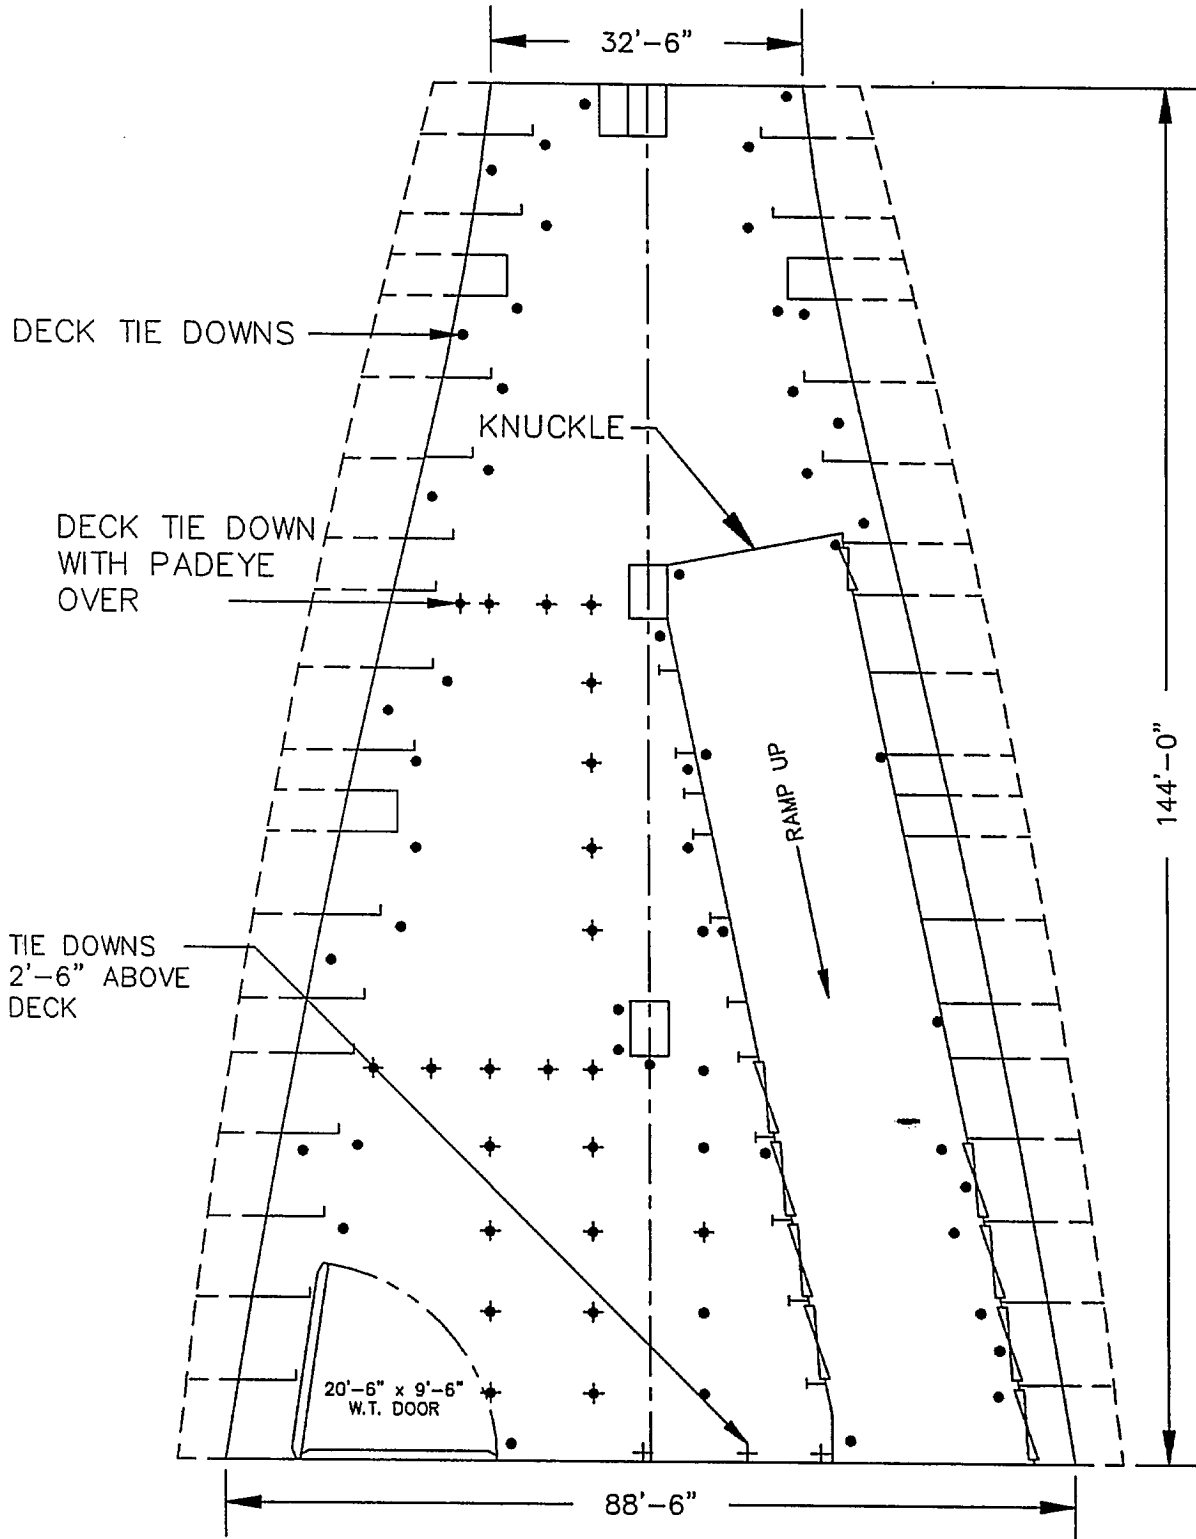 32'-6"
DECK TIE DOWNS
KNUCKLE
DECK TIE DOWN
WITH PADEYE
OVER
144'-0"
RAMP UP
TIE DOWNS
2'-6" ABOVE
DECK
20'-6" x 9'-6"
W.T. DOOR
88'-6"